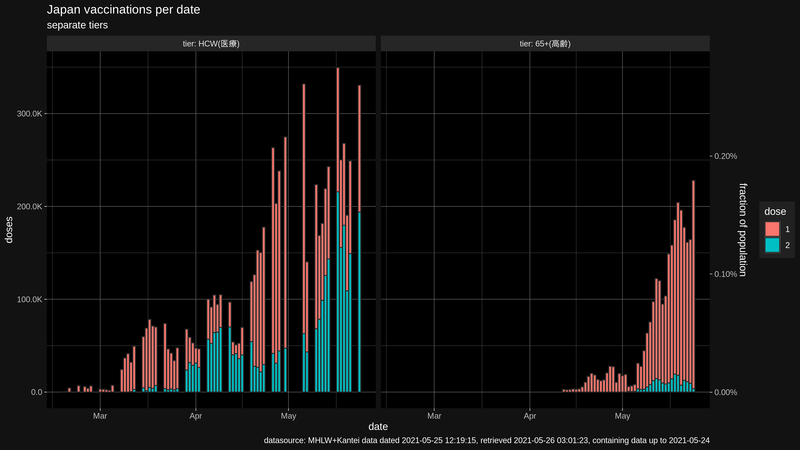 Japan vaccinations per date
separate tiers
tier: HCW(医療)
tier: 65+(高齢)
doses
300.0K
200.0K
100.0K
0.0
0.20%
0.10%
0.00%
fraction of population
dose
1
2
Mar
Apr
May
Mar
Apr
May
date
datasource: MHLW+Kantei data dated 2021-05-25 12:19:15, retrieved 2021-05-26 03:01:23, containing data up to 2021-05-24